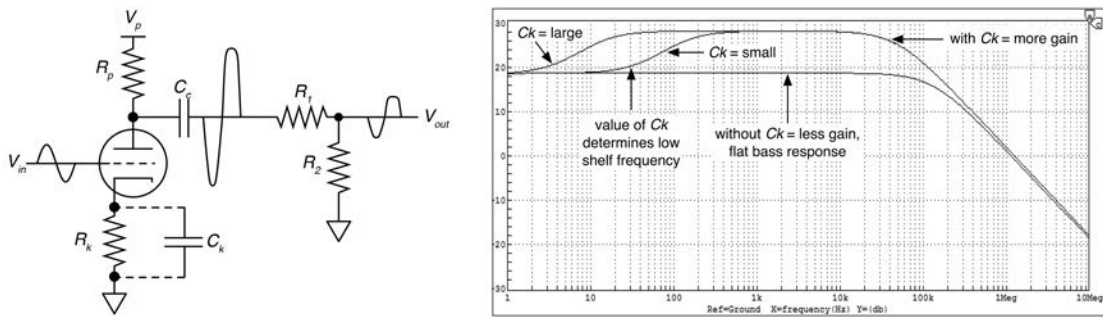 Vp
Rp
Cc
R1
Vout
Vin
R2
Rk
Ck
30
20
10
0
-10
-20
-30
Ck = large
Ck = small
with Ck = more gain
value of Ck
determines low
shelf frequency
without Ck = less gain,
flat bass response
1
10
100
1k
10k
100k
1Meg
10Meg
Ref=Ground X=frequency(Hz) Y=(db)